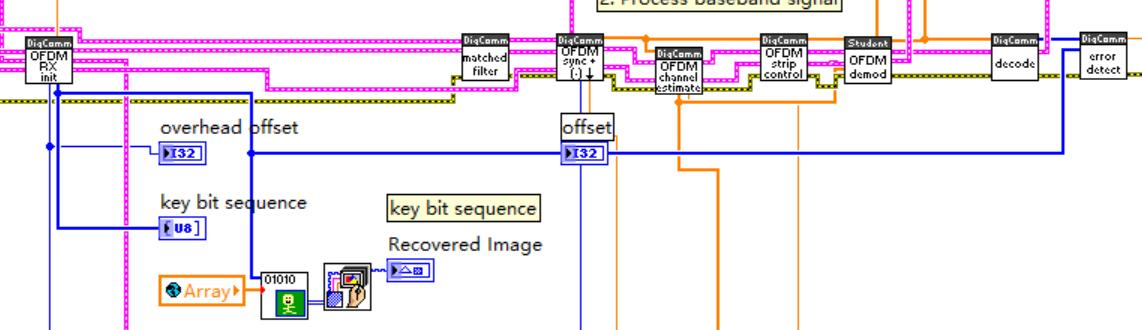 2. Process baseband signal
DigComm
OFDM
RX
init
DigComm
matched
filter
DigComm
OFDM
sync +
(·) ↓
DigComm
OFDM
channel
estimate
DigComm
OFDM
strip
control
Student
OFDM
demod
DigComm
decode
DigComm
error
detect
overhead offset
I32
offset
I32
key bit sequence
U8]
key bit sequence
Recovered Image
Array
01010